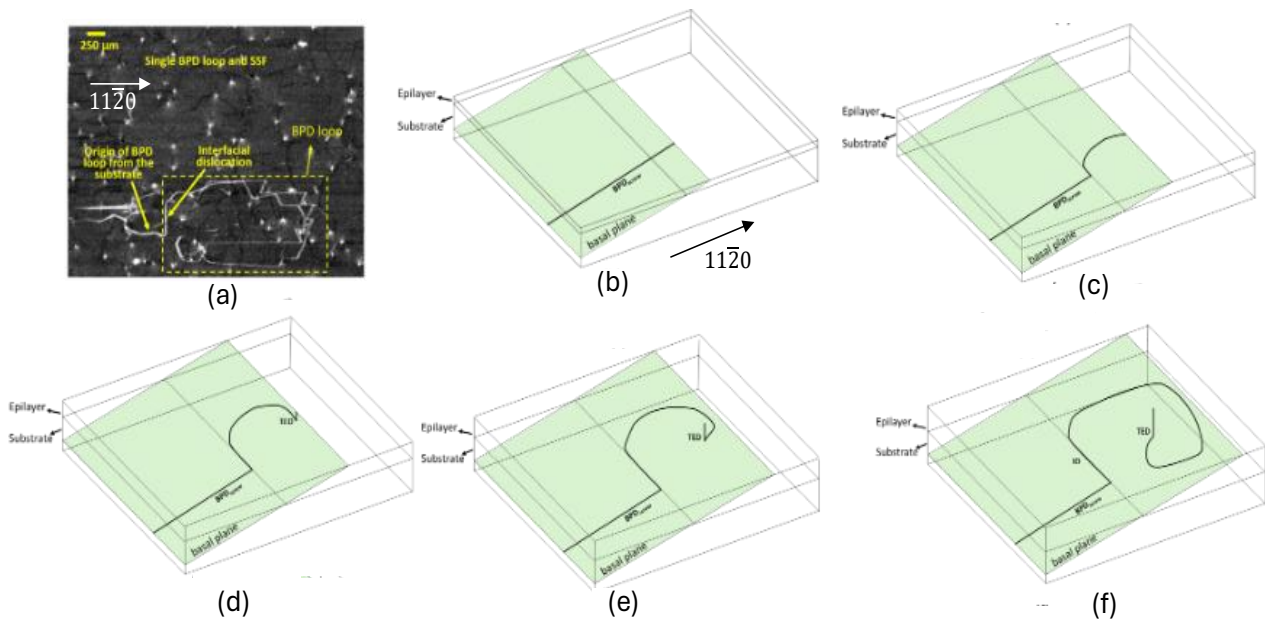 250 μm
Single BPD loop and SSF
112̅0
BPD loop
Origin of BPD
loop from the
substrate
Interfacial
dislocation
(a)
Epilayer
Substrate
BPD
basal plane
112̅0
(b)
Epilayer
Substrate
BPD
basal plane
(c)
Epilayer
Substrate
TED
BPD
basal plane
(d)
Epilayer
Substrate
TED
BPD
basal plane
(e)
Epilayer
Substrate
TED
ID
BPD
basal plane
(f)